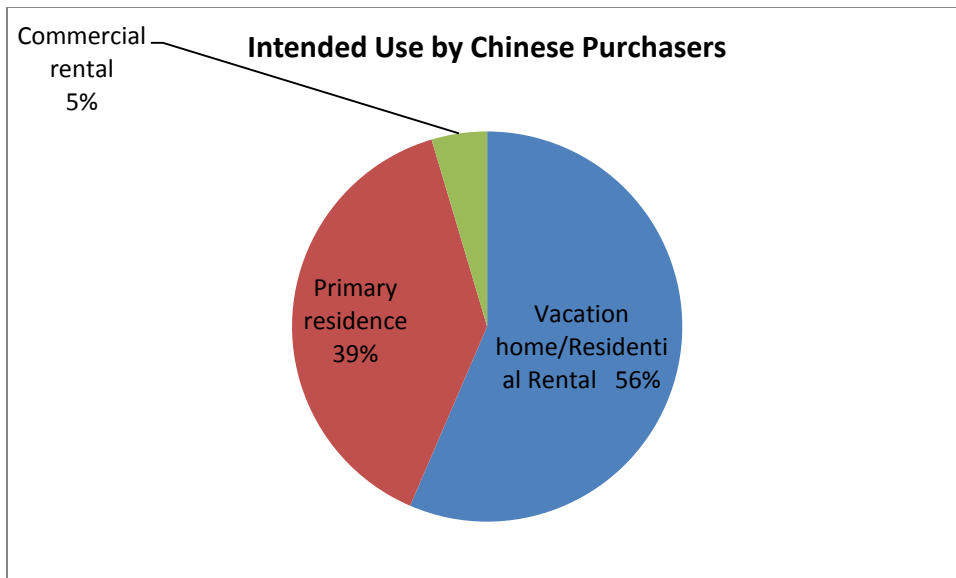 Intended Use by Chinese Purchasers
Commercial
rental
5%
Primary
residence
39%
Vacation
home/Residenti
al Rental   56%